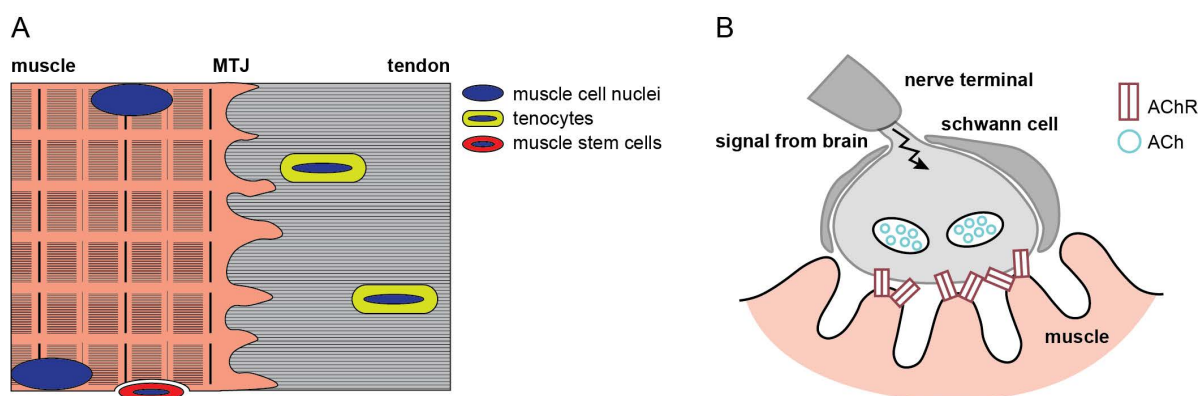 A
muscle MTJ tendon
muscle cell nuclei
tenocytes
muscle stem cells
B
nerve terminal
signal from brain
schwann cell
AChR
ACh
muscle